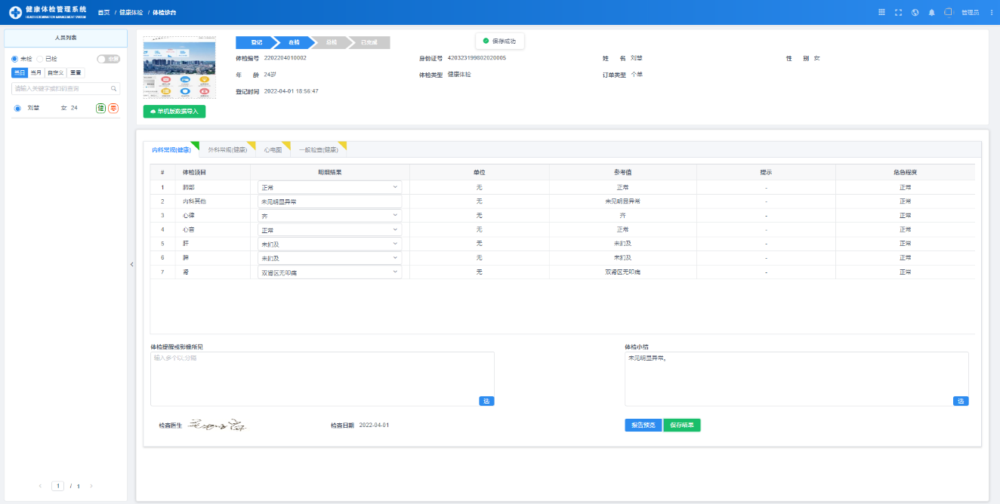 健康体检管理系统 首页 / 健康体检 / 体检诊台 管理员
HEALTH EXAMINATION MANAGEMENT SYSTEM
人员列表
未检 已检
当日 当月 自定义 重置
请输入关键字或扫码查询
刘慧 女 24 健 零
1 / 1
登记 在检 总检 已完成
保存成功
体检编号 2202204010002 身份证号 420323199802020005 姓 名 刘慧 性 别 女
年 龄 24岁 体检类型 健康体检 订单类型 个单
登记时间 2022-04-01 18:56:47
单机版数据导入
内科常规(健康) 外科常规(健康) 心电图 一般检查(健康)
# 体检项目 明细结果 单位 参考值 提示 危急程度
1 肺部 正常 无 正常 - 正常
2 内科其他 未见明显异常 无 未见明显异常 - 正常
3 心律 齐 无 齐 - 正常
4 心音 正常 无 正常 - 正常
5 肝 未扪及 无 未扪及 - 正常
6 脾 未扪及 无 未扪及 - 正常
7 肾 双肾区无叩痛 无 双肾区无叩痛 - 正常
体检提醒或影像所见 体检小结
输入多个以,分隔 未见明显异常。
选 选
检查医生 检查日期 2022-04-01 报告预览 保存结果